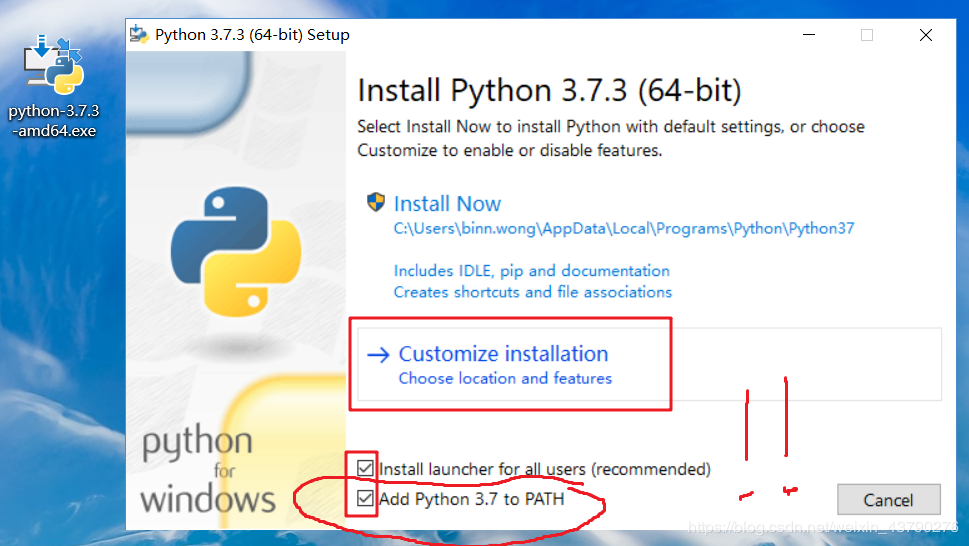 Python 3.7.3 (64-bit) Setup
python-3.7.3
-amd64.exe
Install Python 3.7.3 (64-bit)
Select Install Now to install Python with default settings, or choose
Customize to enable or disable features.
Install Now
C:\Users\binn.wong\AppData\Local\Programs\Python\Python37
Includes IDLE, pip and documentation
Creates shortcuts and file associations
→ Customize installation
Choose location and features
python
for
windows
Install launcher for all users (recommended)
Add Python 3.7 to PATH
!!
Cancel
https://blog.csdn.net/weixin_43790276